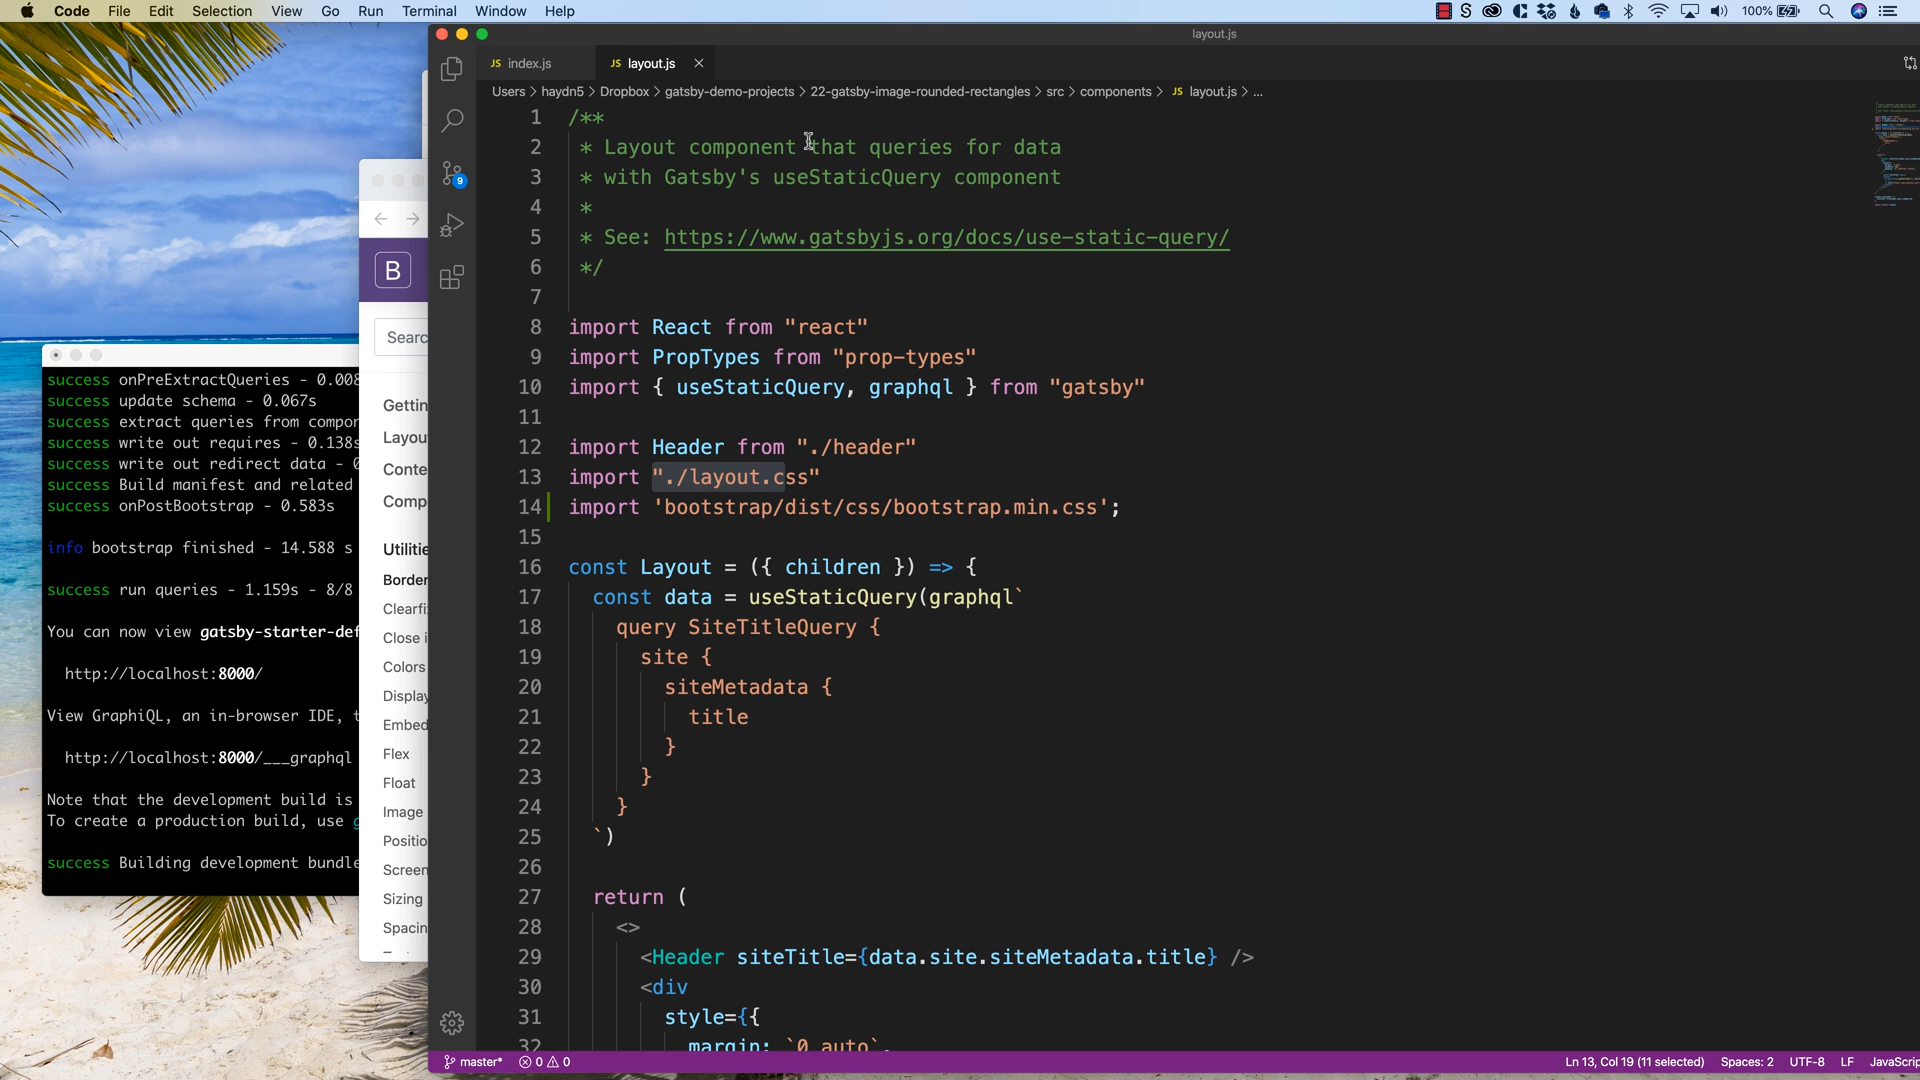 Code File Edit Selection View Go Run Terminal Window Help
100%
layout.js
JS index.js
JS layout.js
Users > haydn5 > Dropbox > gatsby-demo-projects > 22-gatsby-image-rounded-rectangles > src > components > JS layout.js > ...
1 /**
2 * Layout component that queries for data
3 * with Gatsby's useStaticQuery component
4 *
5 * See: https://www.gatsbyjs.org/docs/use-static-query/
6 */
7
8 import React from "react"
9 import PropTypes from "prop-types"
10 import { useStaticQuery, graphql } from "gatsby"
11
12 import Header from "./header"
13 import "./layout.css"
14 import 'bootstrap/dist/css/bootstrap.min.css';
15
16 const Layout = ({ children }) => {
17 const data = useStaticQuery(graphql`
18 query SiteTitleQuery {
19 site {
20 siteMetadata {
21 title
22 }
23 }
24 }
25 `)
26
27 return (
28 <>
29 <Header siteTitle={data.site.siteMetadata.title} />
30 <div
31 style={{
32 margin: `0 auto`,
9
master* 0 0
Ln 13, Col 19 (11 selected) Spaces: 2 UTF-8 LF JavaScrip
B
Searc
Gettin
Layou
Conte
Comp
Utilitie
Border
Clearfi
Close i
Colors
Display
Embed
Flex
Float
Image
Positio
Screen
Sizing
Spacin
success onPreExtractQueries - 0.008
success update schema - 0.067s
success extract queries from compor
success write out requires - 0.138s
success write out redirect data - 0
success Build manifest and related
success onPostBootstrap - 0.583s
info bootstrap finished - 14.588 s
success run queries - 1.159s - 8/8
You can now view gatsby-starter-def
http://localhost:8000/
View GraphiQL, an in-browser IDE, t
http://localhost:8000/___graphql
Note that the development build is
To create a production build, use g
success Building development bundle